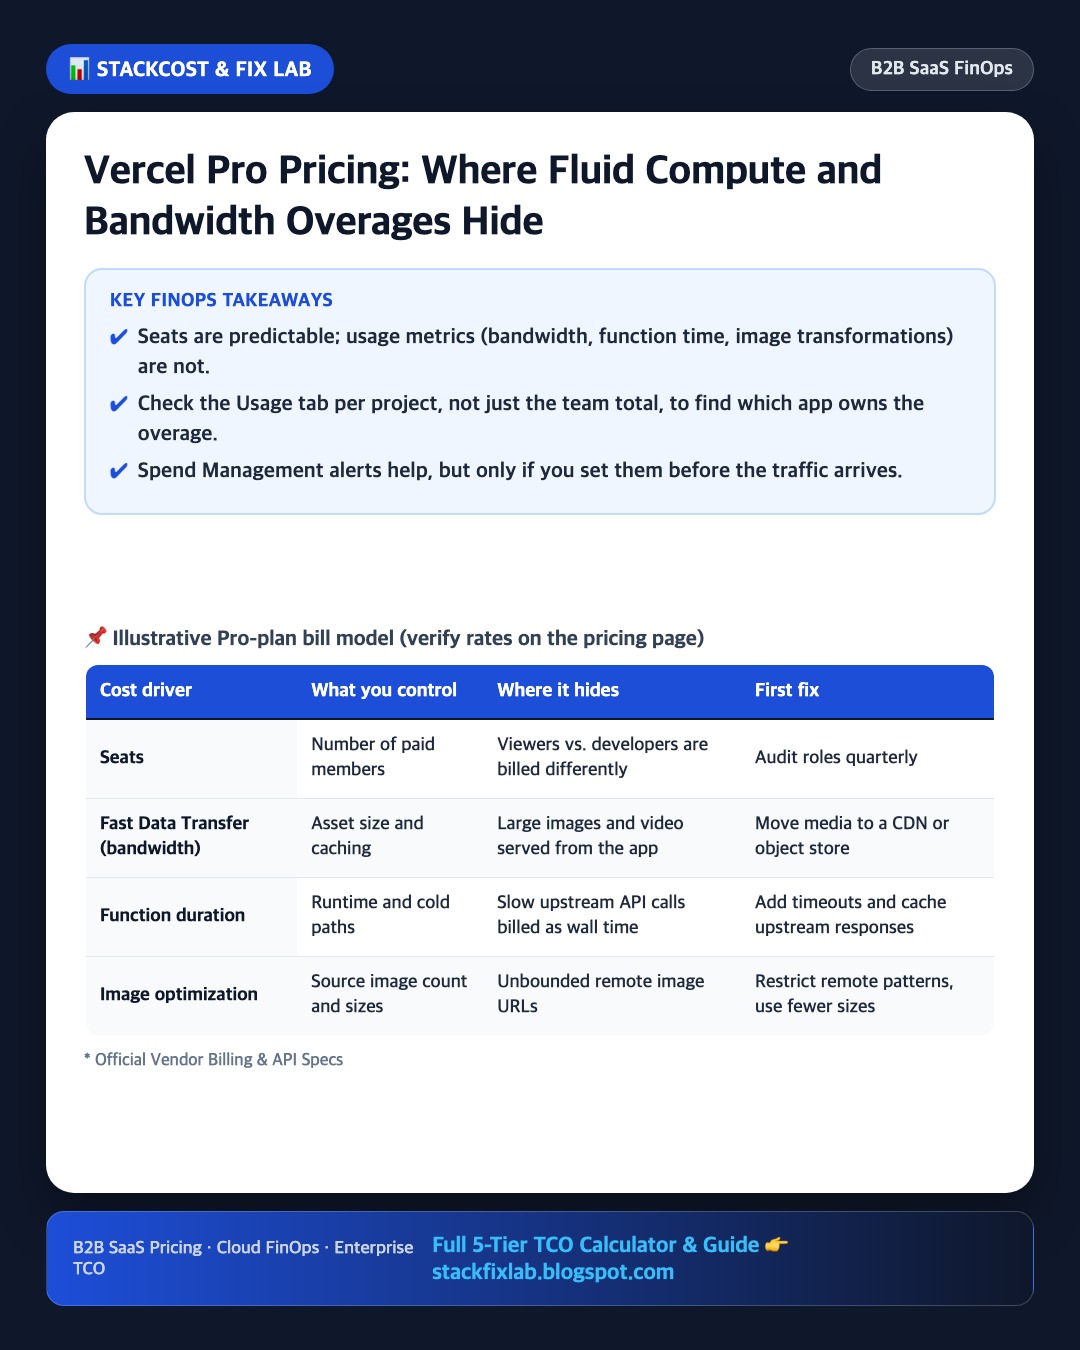 📊 STACKCOST & FIX LAB
B2B SaaS FinOps
Vercel Pro Pricing: Where Fluid Compute and
Bandwidth Overages Hide
KEY FINOPS TAKEAWAYS
✔ Seats are predictable; usage metrics (bandwidth, function time, image transformations)
are not.
✔ Check the Usage tab per project, not just the team total, to find which app owns the
overage.
✔ Spend Management alerts help, but only if you set them before the traffic arrives.
📌 Illustrative Pro-plan bill model (verify rates on the pricing page)
Cost driver
What you control
Where it hides
First fix
Seats
Number of paid
members
Viewers vs. developers are
billed differently
Audit roles quarterly
Fast Data Transfer
(bandwidth)
Asset size and
caching
Large images and video
served from the app
Move media to a CDN or
object store
Function duration
Runtime and cold
paths
Slow upstream API calls
billed as wall time
Add timeouts and cache
upstream responses
Image optimization
Source image count
and sizes
Unbounded remote image
URLs
Restrict remote patterns,
use fewer sizes
* Official Vendor Billing & API Specs
B2B SaaS Pricing · Cloud FinOps · Enterprise
TCO
Full 5-Tier TCO Calculator & Guide 👉
stackfixlab.blogspot.com